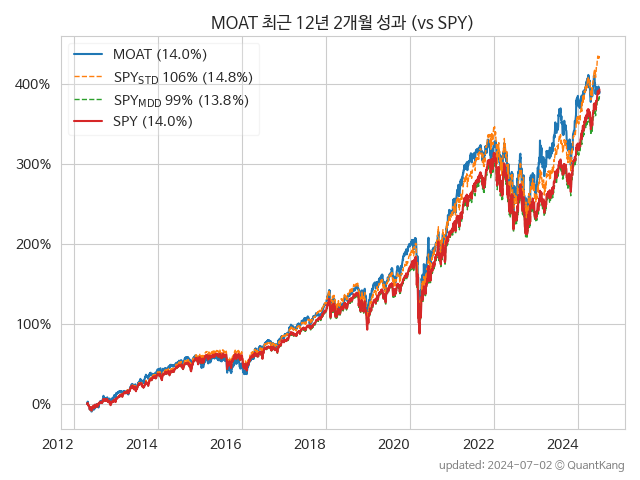 MOAT 최근 12년 2개월 성과 (vs SPY)
MOAT (14.0%)
SPY_STD 106% (14.8%)
SPY_MDD 99% (13.8%)
SPY (14.0%)
400%
300%
200%
100%
0%
2012 2014 2016 2018 2020 2022 2024
updated: 2024-07-02 © QuantKang